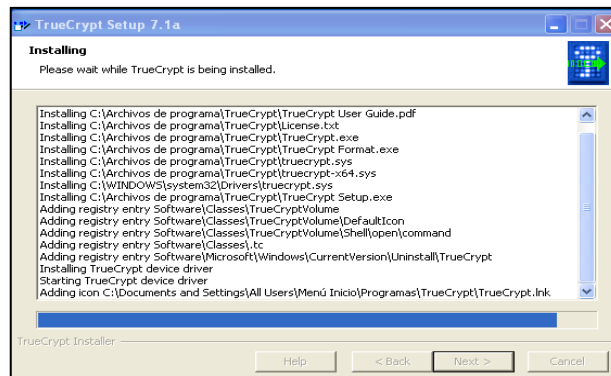 TrueCrypt Setup 7.1a
Installing
Please wait while TrueCrypt is being installed.
Installing C:\Archivos de programa\TrueCrypt\TrueCrypt User Guide.pdf
Installing C:\Archivos de programa\TrueCrypt\License.txt
Installing C:\Archivos de programa\TrueCrypt\TrueCrypt.exe
Installing C:\Archivos de programa\TrueCrypt\TrueCrypt Format.exe
Installing C:\Archivos de programa\TrueCrypt\truecrypt.sys
Installing C:\Archivos de programa\TrueCrypt\truecrypt-x64.sys
Installing C:\WINDOWS\system32\Drivers\truecrypt.sys
Installing C:\Archivos de programa\TrueCrypt\TrueCrypt Setup.exe
Adding registry entry Software\Classes\TrueCryptVolume
Adding registry entry Software\Classes\TrueCryptVolume\DefaultIcon
Adding registry entry Software\Classes\TrueCryptVolume\Shell\open\command
Adding registry entry Software\Classes\.tc
Adding registry entry Software\Microsoft\Windows\CurrentVersion\Uninstall\TrueCrypt
Installing TrueCrypt device driver
Starting TrueCrypt device driver
Adding icon C:\Documents and Settings\All Users\Menú Inicio\Programas\TrueCrypt\TrueCrypt.lnk
TrueCrypt Installer
Help
< Back
Next >
Cancel